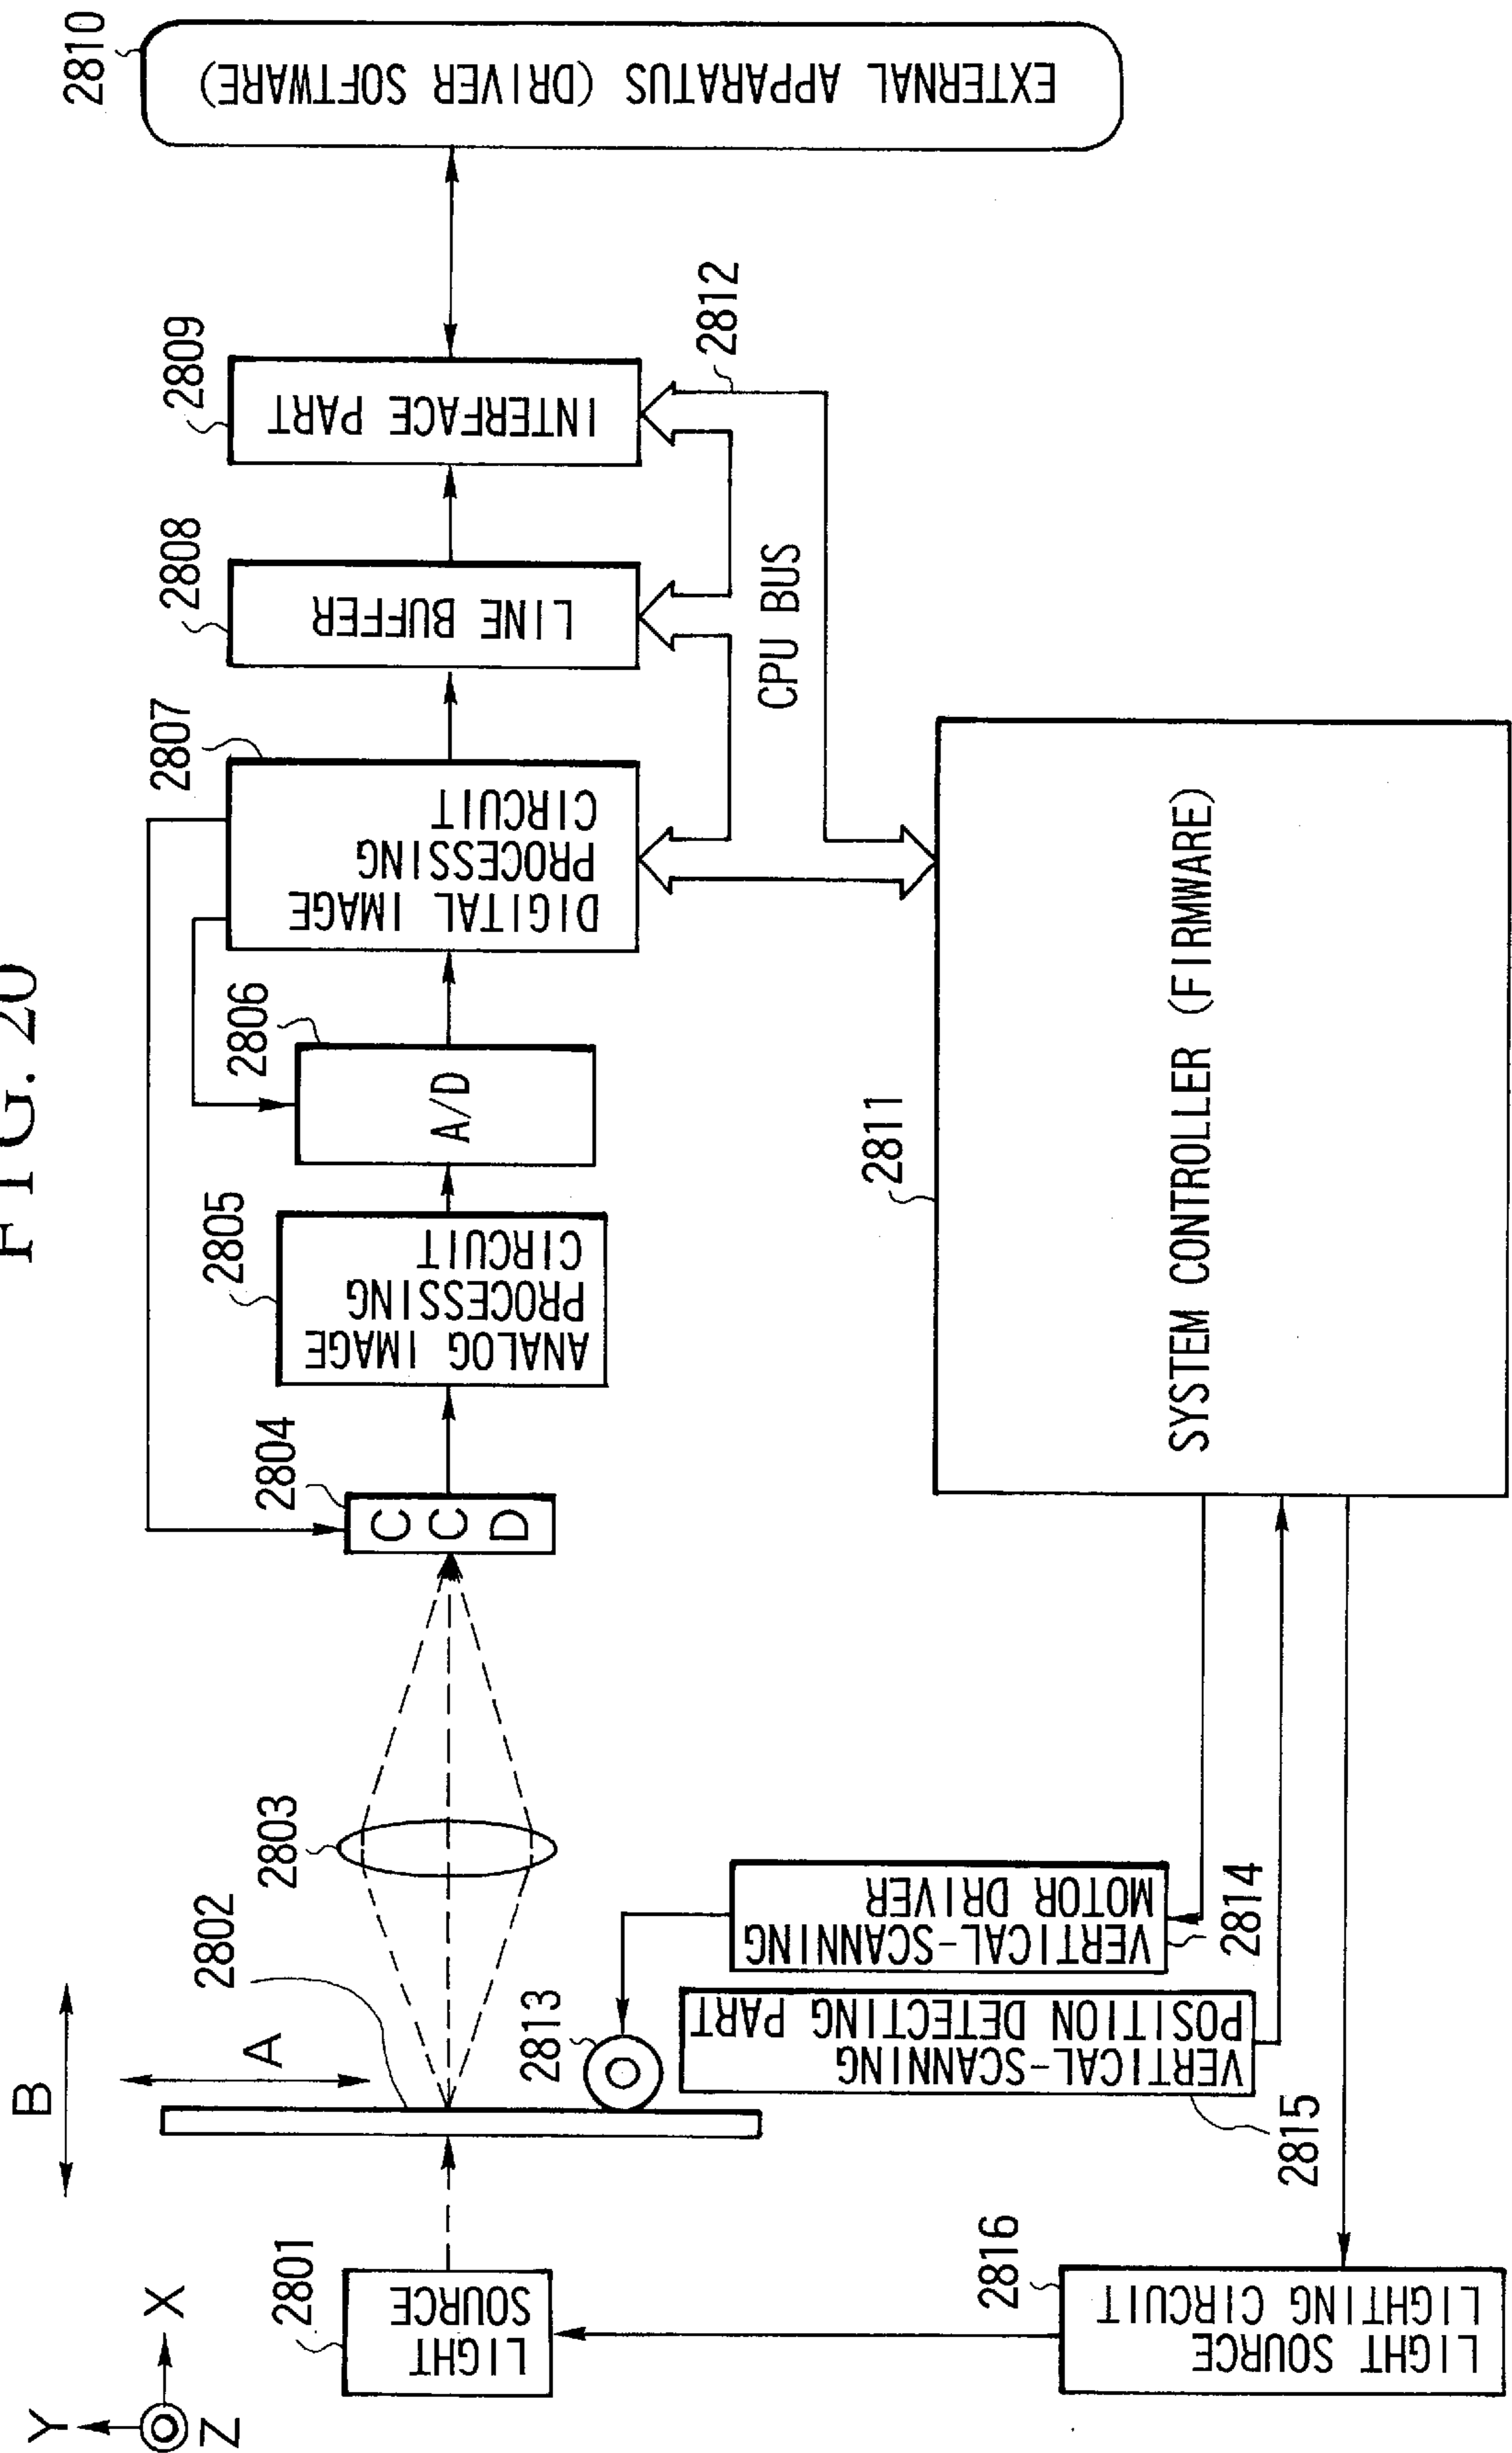 FIG. 20
B
A
Y
X
Z
2801
LIGHT
SOURCE
2802
2803
2804
C
C
D
2805
ANALOG IMAGE
PROCESSING
CIRCUIT
2806
A/D
2807
DIGITAL IMAGE
PROCESSING
CIRCUIT
2808
LINE BUFFER
2809
INTERFACE PART
2810
EXTERNAL APPARATUS (DRIVER SOFTWARE)
2812
CPU BUS
2811
SYSTEM CONTROLLER (FIRMWARE)
2813
VERTICAL-SCANNING
MOTOR DRIVER
2814
VERTICAL-SCANNING
POSITION DETECTING PART
2815
2816
LIGHT SOURCE
LIGHTING CIRCUIT